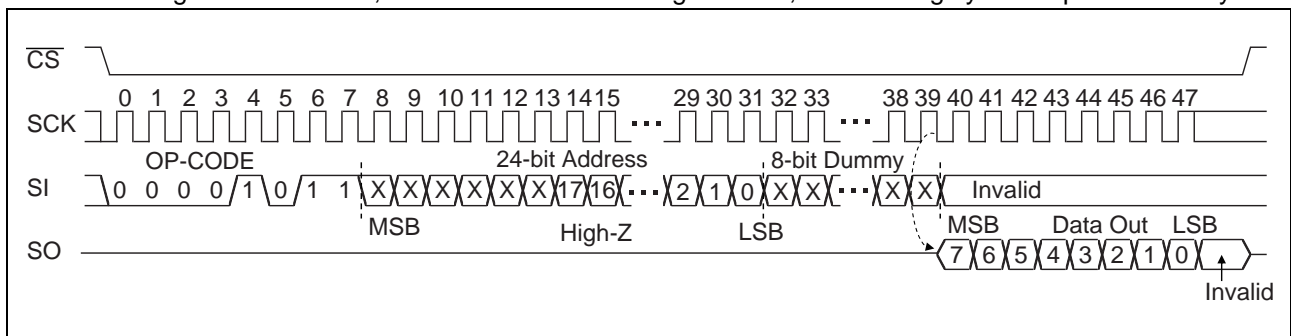 CS
0 1 2 3 4 5 6 7 8 9 10 11 12 13 14 15 ... 29 30 31 32 33 ... 38 39 40 41 42 43 44 45 46 47
SCK
OP-CODE 24-bit Address 8-bit Dummy
SI 0 0 0 0 1 0 1 1 X X X X X X 17 16 ... 2 1 0 X X ... X X Invalid
MSB High-Z LSB MSB Data Out LSB
SO 7 6 5 4 3 2 1 0
Invalid